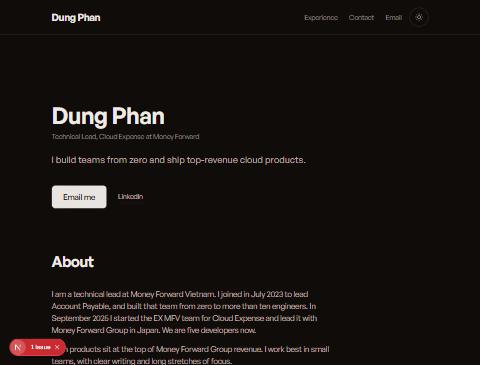 Dung Phan
Experience Contact Email
Dung Phan
Technical Lead, Cloud Expense at Money Forward
I build teams from zero and ship top-revenue cloud products.
Email me LinkedIn
About
I am a technical lead at Money Forward Vietnam. I joined in July 2023 to lead
Account Payable, and built that team from zero to more than ten engineers. In
September 2025 I started the EX MFV team for Cloud Expense and lead it with
Money Forward Group in Japan. We are five developers now.
products sit at the top of Money Forward Group revenue. I work best in small
teams, with clear writing and long stretches of focus.
N 1 Issue ×